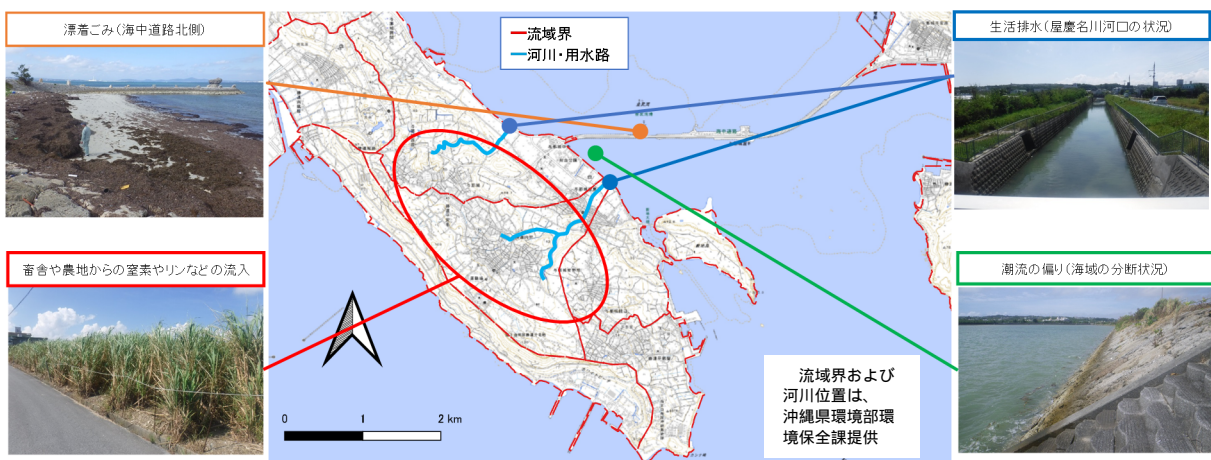 漂着ごみ（海中道路北側）
流域界
河川・用水路
生活排水（屋慶名川河口の状況）
海中道路
畜舎や農地からの窒素やリンなどの流入
潮流の偏り（海域の分断状況）
0 1 2 km
流域界および
河川位置は、
沖縄県環境部環
境保全課提供